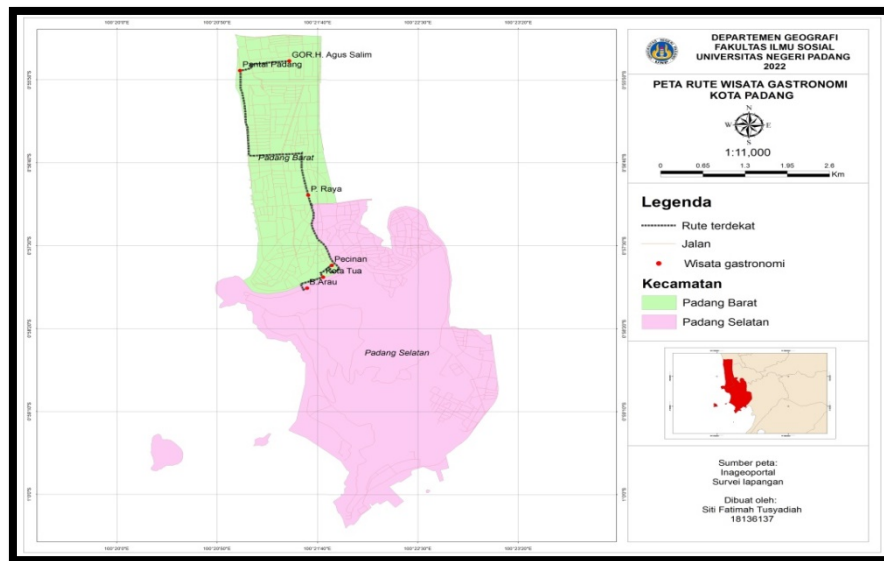 DEPARTEMEN GEOGRAFI
FAKULTAS ILMU SOSIAL
UNIVERSITAS NEGERI PADANG
2022
PETA RUTE WISATA GASTRONOMI
KOTA PADANG
N
W E
S
1:11,000
0 0.65 1.3 1.95 2.6
Km
Legenda
Rute terdekat
Jalan
Wisata gastronomi
Kecamatan
Padang Barat
Padang Selatan
Sumber peta:
Inageoportal
Survei lapangan
Dibuat oleh:
Siti Fatimah Tusyadiah
18136137
GOR.H. Agus Salim
Pantai Padang
Padang Barat
P. Raya
Pecinan
Kota Tua
B.Arau
Padang Selatan